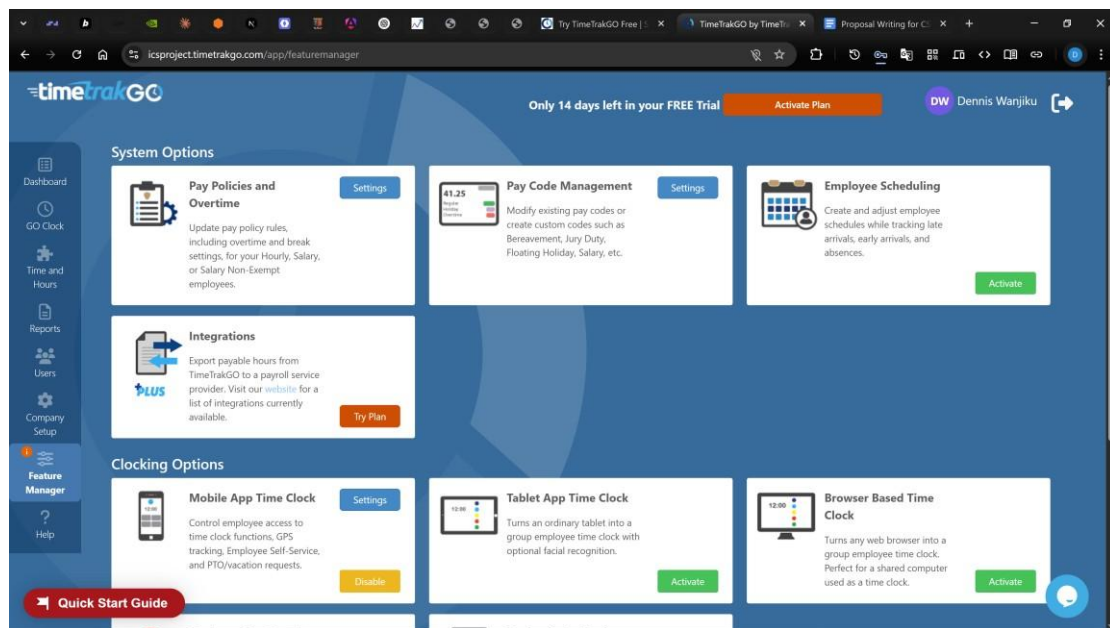 Try TimeTrakGO Free | S
TimeTrakGO by TimeTra
Proposal Writing for CS
icsproject.timetrakgo.com/app/featuremanager
timetrakGO
Only 14 days left in your FREE Trial
Activate Plan
DW
Dennis Wanjiku
Dashboard
GO Clock
Time and
Hours
Reports
Users
Company
Setup
Feature
Manager
Help
System Options
Pay Policies and
Overtime
Settings
Update pay policy rules,
including overtime and break
settings, for your Hourly, Salary,
or Salary Non-Exempt
employees.
41.25
Pay Code Management
Settings
Modify existing pay codes or
create custom codes such as
Bereavement, Jury Duty,
Floating Holiday, Salary, etc.
Employee Scheduling
Create and adjust employee
schedules while tracking late
arrivals, early arrivals, and
absences.
Activate
PLUS
Integrations
Export payable hours from
TimeTrakGO to a payroll service
provider. Visit our website for a
list of integrations currently
available.
Try Plan
Clocking Options
12:00
Mobile App Time Clock
Settings
Control employee access to
time clock functions, GPS
tracking, Employee Self-Service,
and PTO/vacation requests.
Disable
12:00
Tablet App Time Clock
Turns an ordinary tablet into a
group employee time clock with
optional facial recognition.
Activate
12:00
Browser Based Time
Clock
Turns any web browser into a
group employee time clock.
Perfect for a shared computer
used as a time clock.
Activate
Quick Start Guide